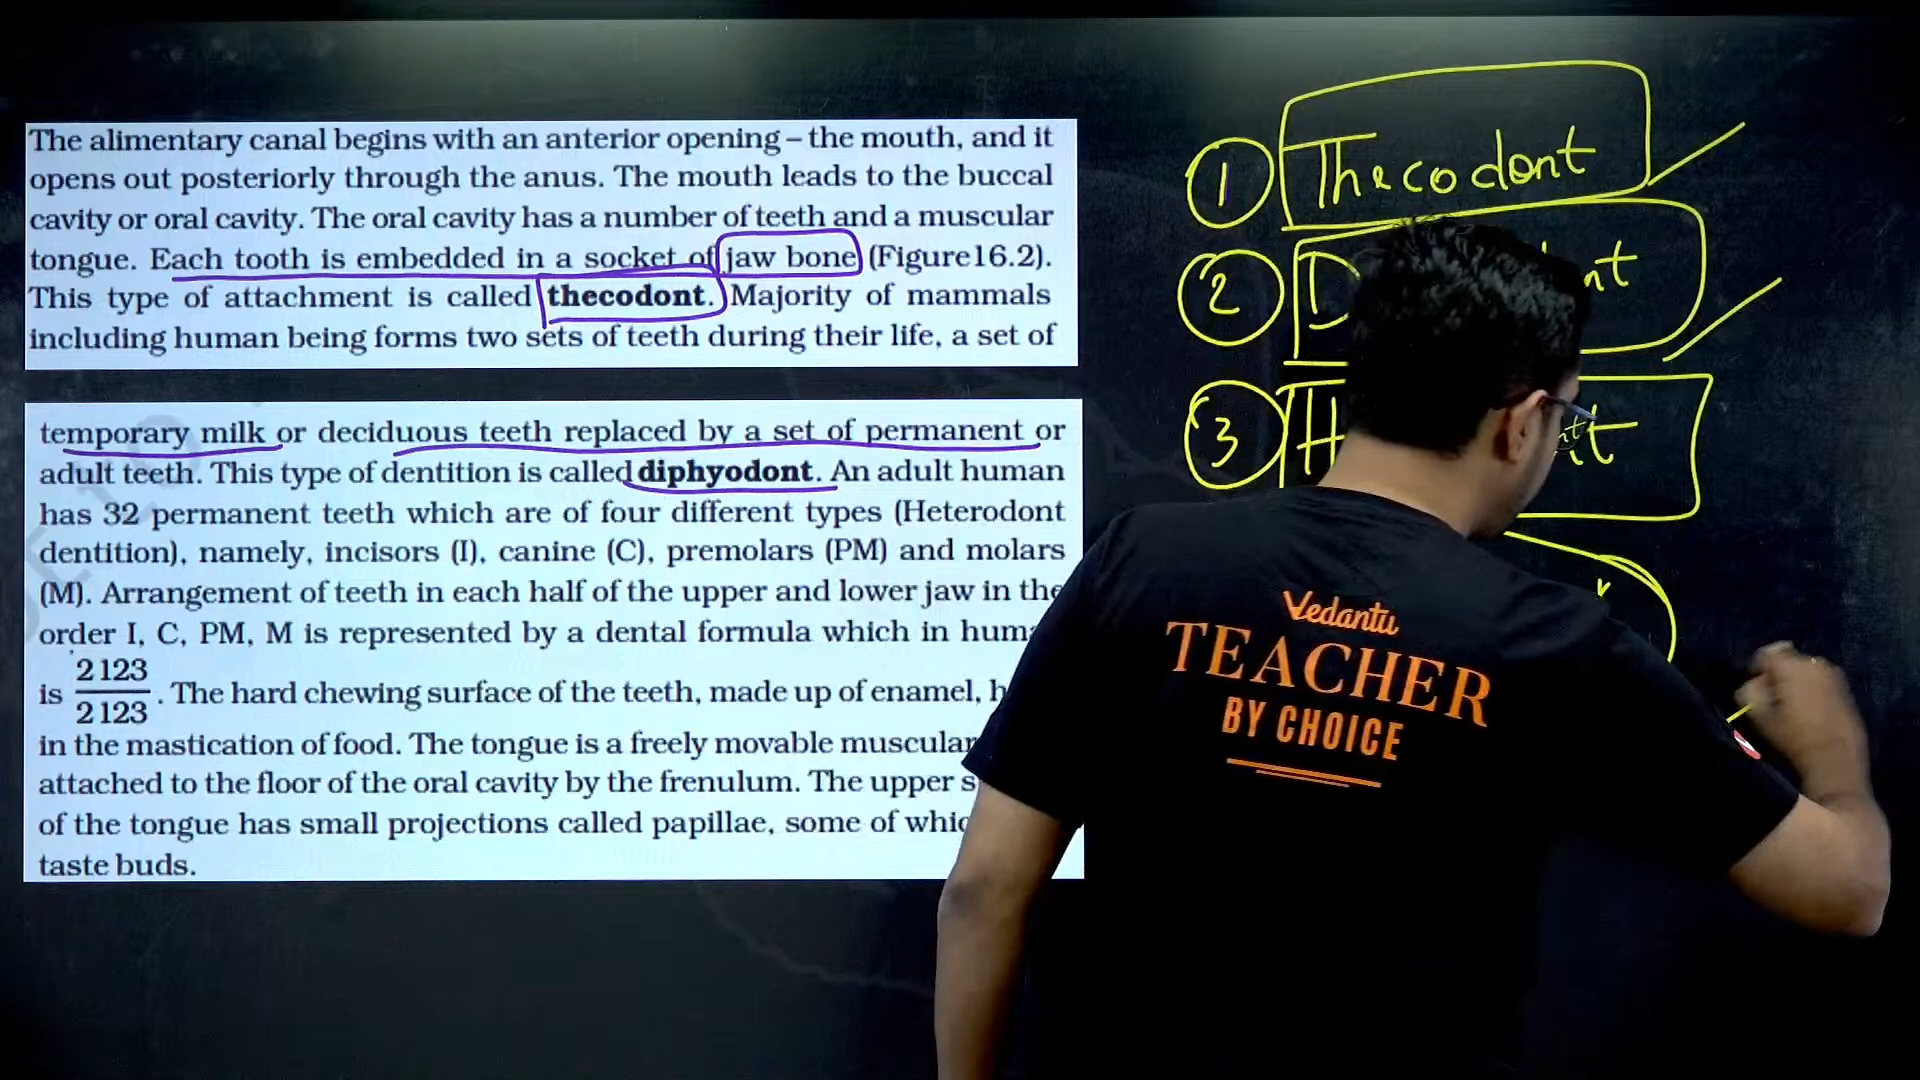 The alimentary canal begins with an anterior opening – the mouth, and it
opens out posteriorly through the anus. The mouth leads to the buccal
cavity or oral cavity. The oral cavity has a number of teeth and a muscular
tongue. Each tooth is embedded in a socket of jaw bone (Figure16.2).
This type of attachment is called thecodont. Majority of mammals
including human being forms two sets of teeth during their life, a set of
temporary milk or deciduous teeth replaced by a set of permanent or
adult teeth. This type of dentition is called diphyodont. An adult human
has 32 permanent teeth which are of four different types (Heterodont
dentition), namely, incisors (I), canine (C), premolars (PM) and molars
(M). Arrangement of teeth in each half of the upper and lower jaw in the
order I, C, PM, M is represented by a dental formula which in
2123
is
2123
. The hard chewing surface of the teeth, made up of enamel,
in the mastication of food. The tongue is a freely movable muscular
attached to the floor of the oral cavity by the frenulum. The upper
of the tongue has small projections called papillae, some of
taste buds.
1 Thecodont
2
3
Vedantu
TEACHER
BY CHOICE